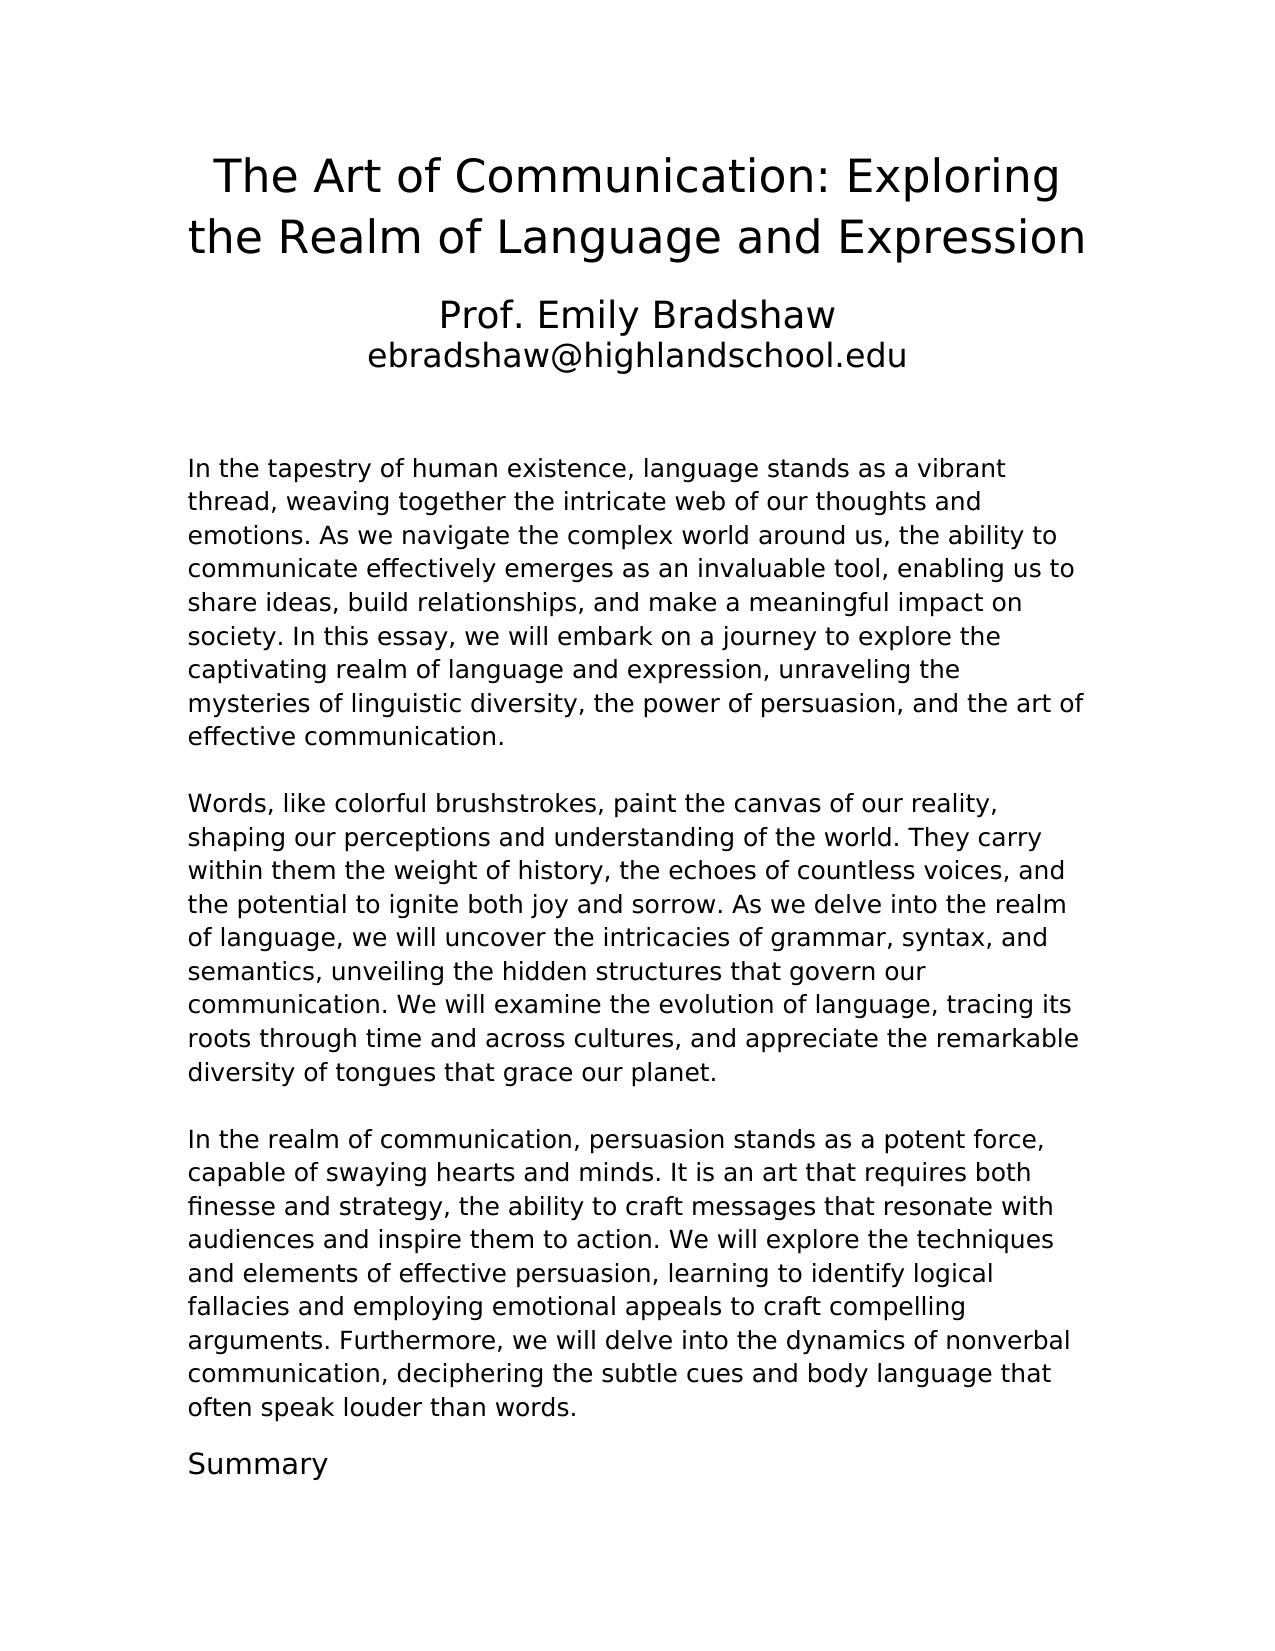 The Art of Communication: Exploring
the Realm of Language and Expression
Prof. Emily Bradshaw
ebradshaw@highlandschool.edu
In the tapestry of human existence, language stands as a vibrant
thread, weaving together the intricate web of our thoughts and
emotions. As we navigate the complex world around us, the ability to
communicate effectively emerges as an invaluable tool, enabling us to
share ideas, build relationships, and make a meaningful impact on
society. In this essay, we will embark on a journey to explore the
captivating realm of language and expression, unraveling the
mysteries of linguistic diversity, the power of persuasion, and the art of
effective communication.
Words, like colorful brushstrokes, paint the canvas of our reality,
shaping our perceptions and understanding of the world. They carry
within them the weight of history, the echoes of countless voices, and
the potential to ignite both joy and sorrow. As we delve into the realm
of language, we will uncover the intricacies of grammar, syntax, and
semantics, unveiling the hidden structures that govern our
communication. We will examine the evolution of language, tracing its
roots through time and across cultures, and appreciate the remarkable
diversity of tongues that grace our planet.
In the realm of communication, persuasion stands as a potent force,
capable of swaying hearts and minds. It is an art that requires both
finesse and strategy, the ability to craft messages that resonate with
audiences and inspire them to action. We will explore the techniques
and elements of effective persuasion, learning to identify logical
fallacies and employing emotional appeals to craft compelling
arguments. Furthermore, we will delve into the dynamics of nonverbal
communication, deciphering the subtle cues and body language that
often speak louder than words.
Summary